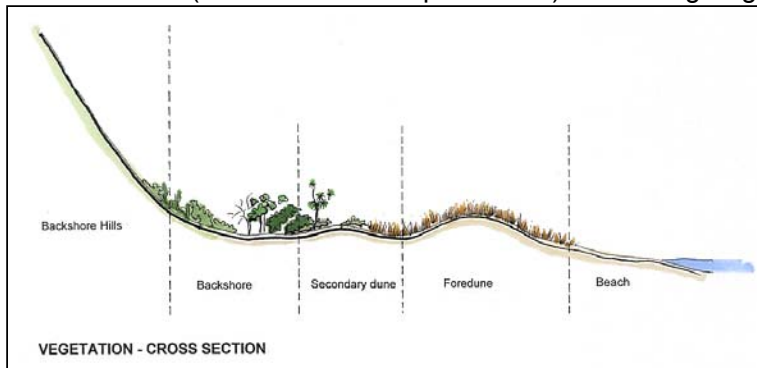 Backshore Hills
Backshore
Secondary dune
Foredune
Beach
VEGETATION - CROSS SECTION